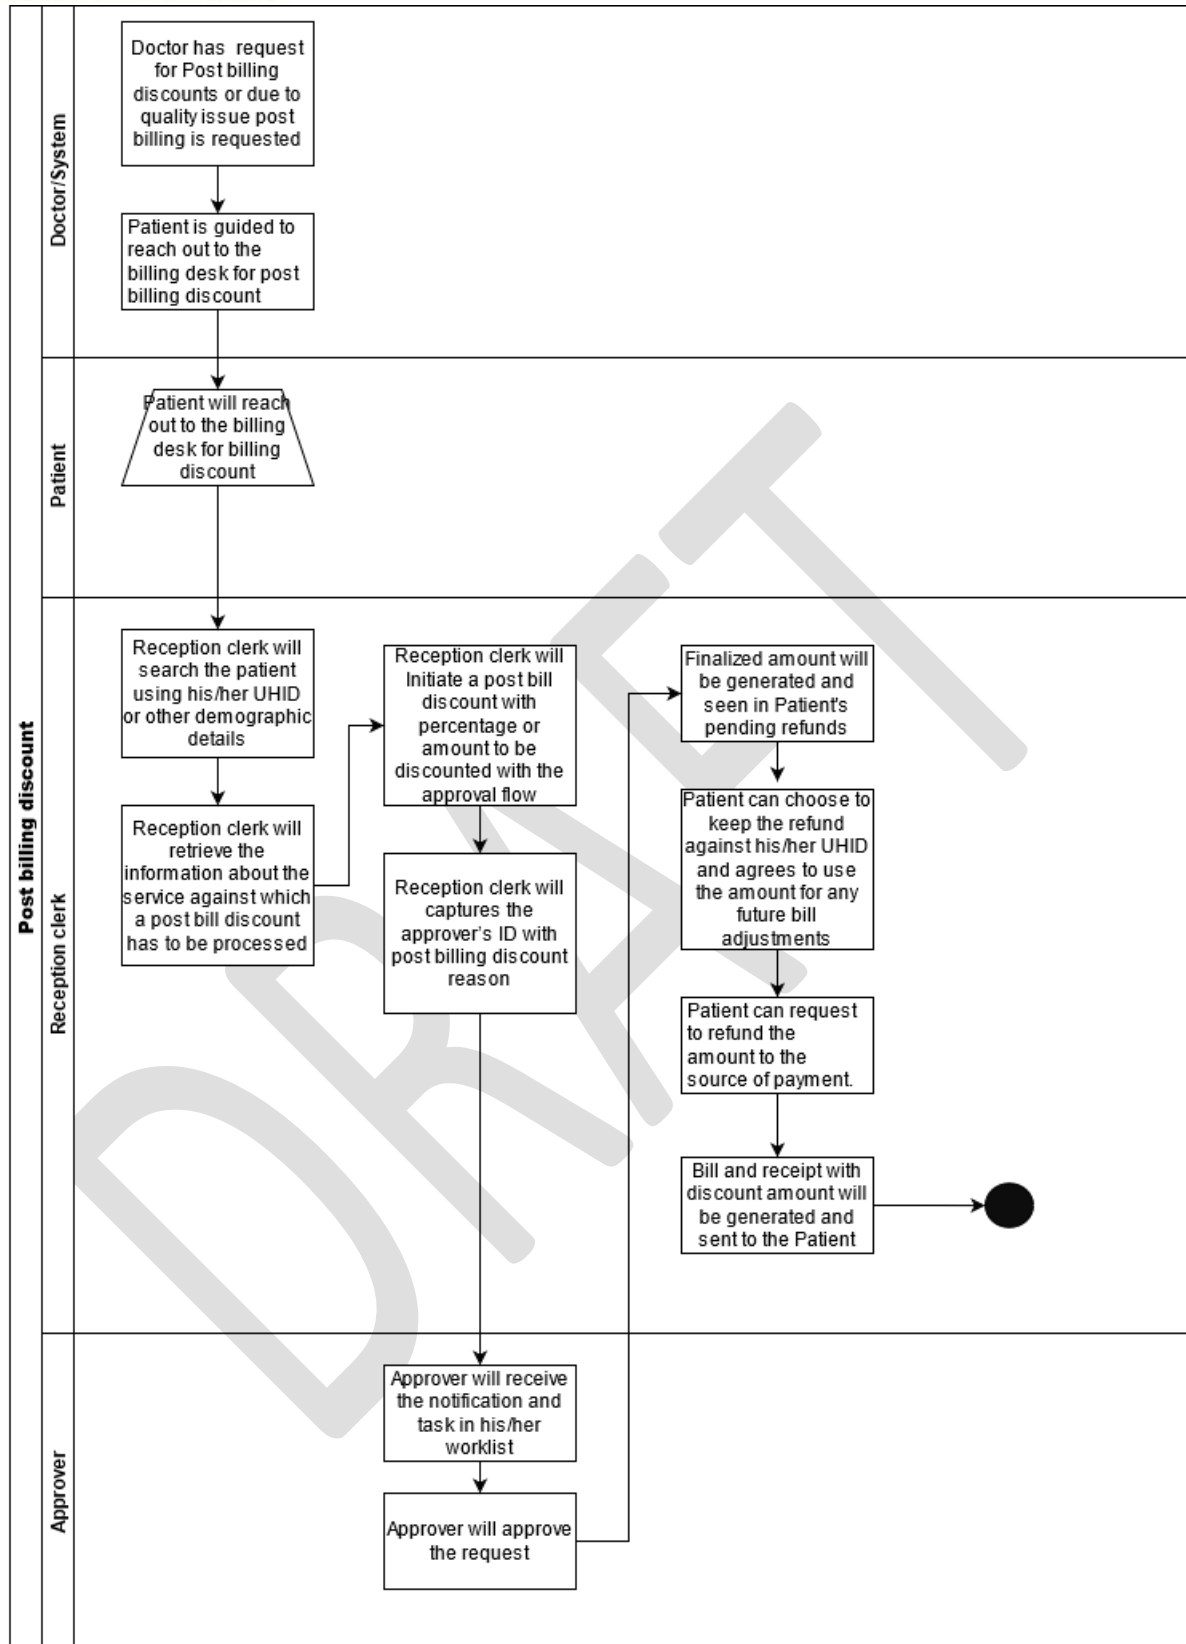 Post billing discount
Doctor/System
Doctor has request
for Post billing
discounts or due to
quality issue post
billing is requested
Patient is guided to
reach out to the
billing desk for post
billing discount
Patient
Patient will reach
out to the billing
desk for billing
discount
Reception clerk
Reception clerk will
search the patient
using his/her UHID
or other demographic
details
Reception clerk will
retrieve the
information about the
service against which
a post bill discount
has to be processed
Reception clerk will
Initiate a post bill
discount with
percentage or
amount to be
discounted with the
approval flow
Reception clerk will
captures the
approver's ID with
post billing discount
reason
Approver
Approver will receive
the notification and
task in his/her
worklist
Approver will approve
the request
Finalized amount will
be generated and
seen in Patient's
pending refunds
Patient can choose to
keep the refund
against his/her UHID
and agrees to use
the amount for any
future bill
adjustments
Patient can request
to refund the
amount to the
source of payment.
Bill and receipt with
discount amount will
be generated and
sent to the Patient
DRAFT